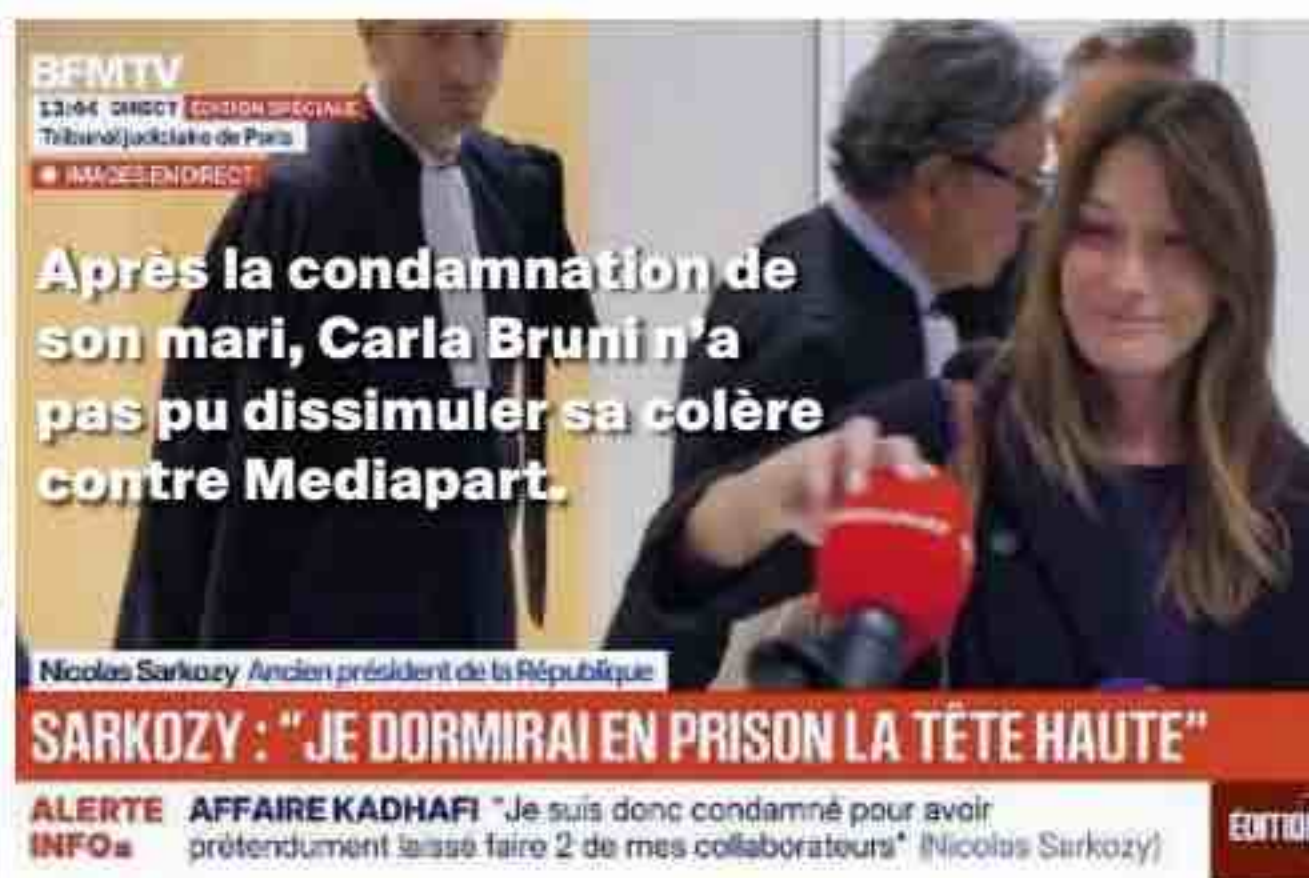 BFMTV
13:44 DIRECT ÉDITION SPÉCIALE
Tribunal judiciaire de Paris
IMAGES EN DIRECT
Après la condamnation de
son mari, Carla Bruni n'a
pas pu dissimuler sa colère
contre Mediapart.
Nicolas Sarkozy Ancien président de la République
SARKOZY : "JE DORMIRAI EN PRISON LA TÊTE HAUTE"
ALERTE INFOS
AFFAIRE KADHAFI "Je suis donc condamné pour avoir
prétendument laissé faire 2 de mes collaborateurs" (Nicolas Sarkozy)
ÉDITION